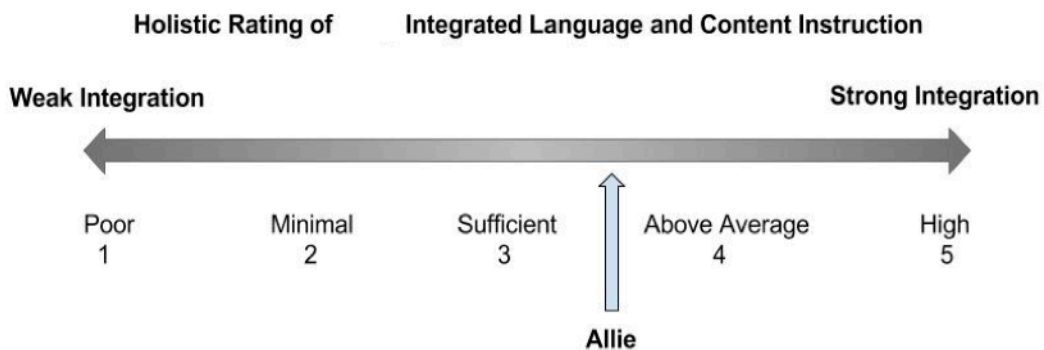 Holistic Rating of Integrated Language and Content Instruction
Weak Integration Strong Integration
Poor Minimal Sufficient Above Average High
1 2 3 4 5
Allie